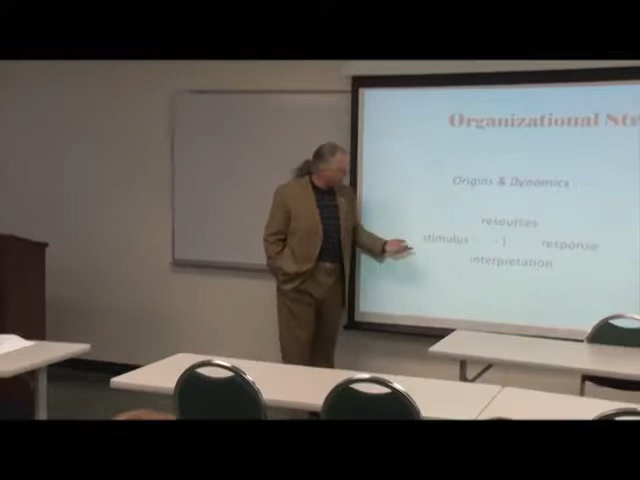 Organizational
Origins & Dynamics
resources
stimulus - | response
interpretation